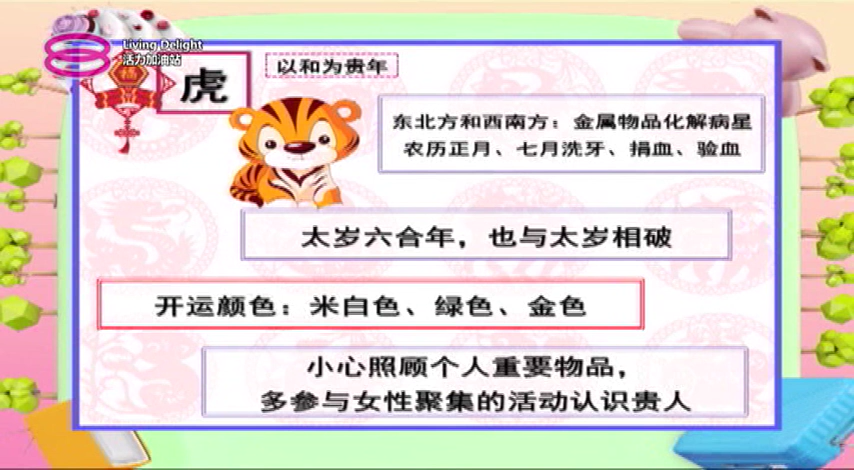 Living Delight
活力加油站
福
虎
以和为贵年
东北方和西南方：金属物品化解病星
农历正月、七月洗牙、捐血、验血
太岁六合年，也与太岁相破
开运颜色：米白色、绿色、金色
小心照顾个人重要物品，
多参与女性聚集的活动认识贵人